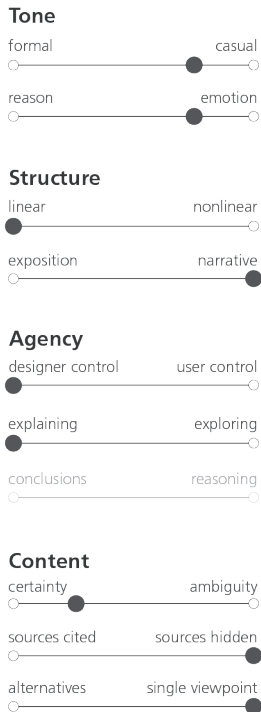 Tone
formal casual
reason emotion
Structure
linear nonlinear
exposition narrative
Agency
designer control user control
explaining exploring
conclusions reasoning
Content
certainty ambiguity
sources cited sources hidden
alternatives single viewpoint